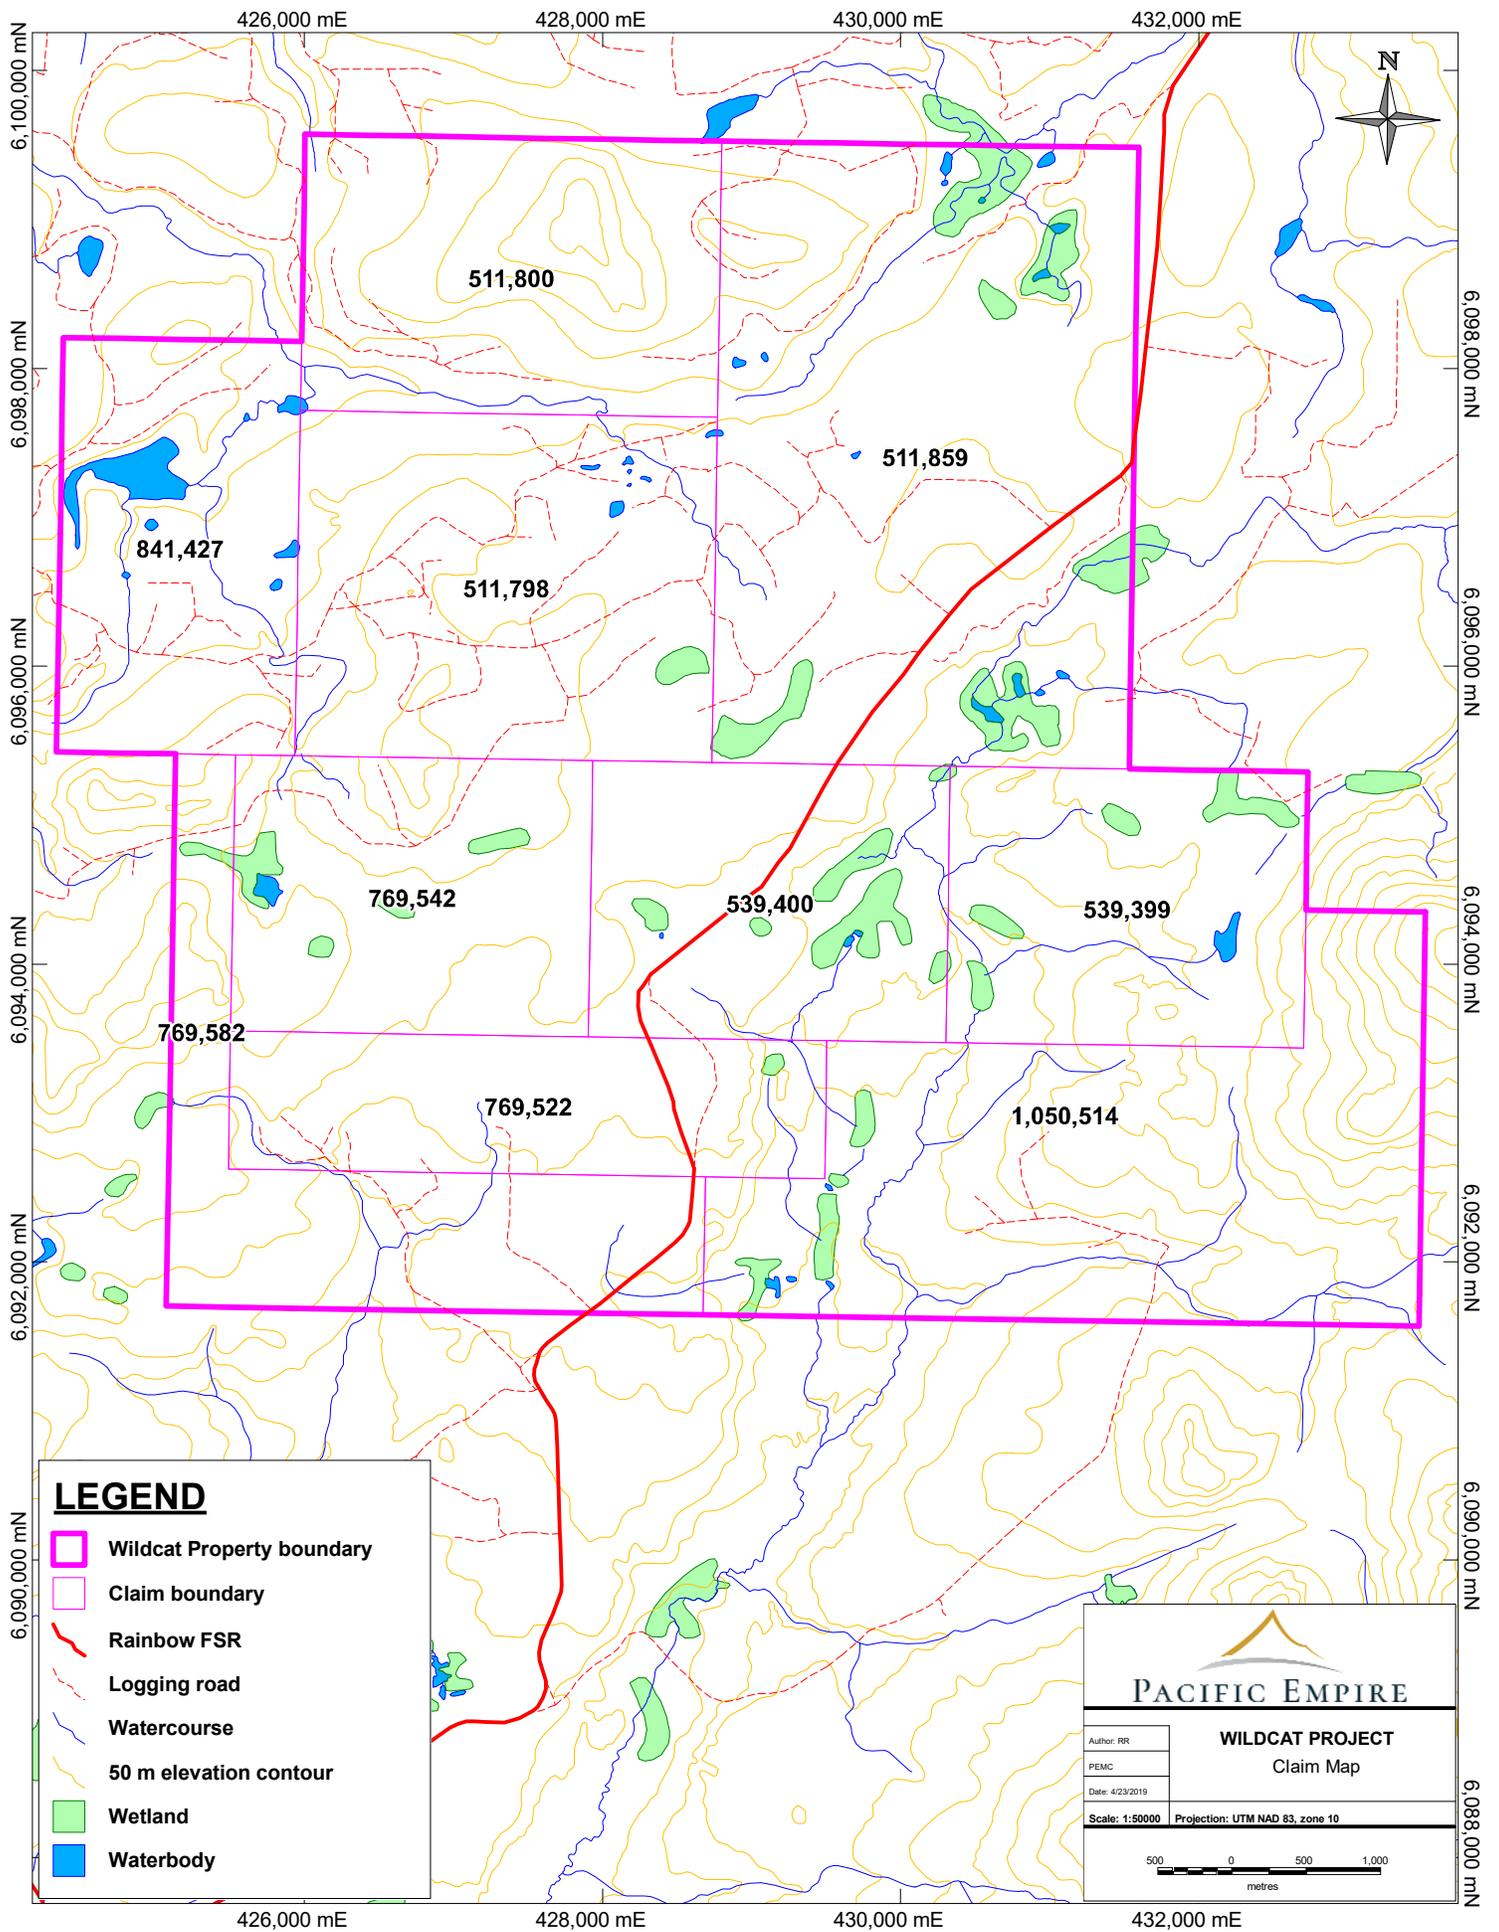 426,000 mE
428,000 mE
430,000 mE
432,000 mE
6,100,000 mN
N
6,098,000 mN
6,098,000 mN
511,800
511,859
841,427
511,798
6,096,000 mN
6,096,000 mN
769,542
539,400
539,399
6,094,000 mN
6,094,000 mN
769,582
769,522
1,050,514
6,092,000 mN
6,092,000 mN
LEGEND
Wildcat Property boundary
Claim boundary
Rainbow FSR
Logging road
Watercourse
50 m elevation contour
Wetland
Waterbody
6,090,000 mN
6,090,000 mN
PACIFIC EMPIRE
Author: RR
PEMC
Date: 4/23/2019
WILDCAT PROJECT
Claim Map
Scale: 1:50000
Projection: UTM NAD 83, zone 10
500 0 500 1,000
metres
6,088,000 mN
426,000 mE
428,000 mE
430,000 mE
432,000 mE